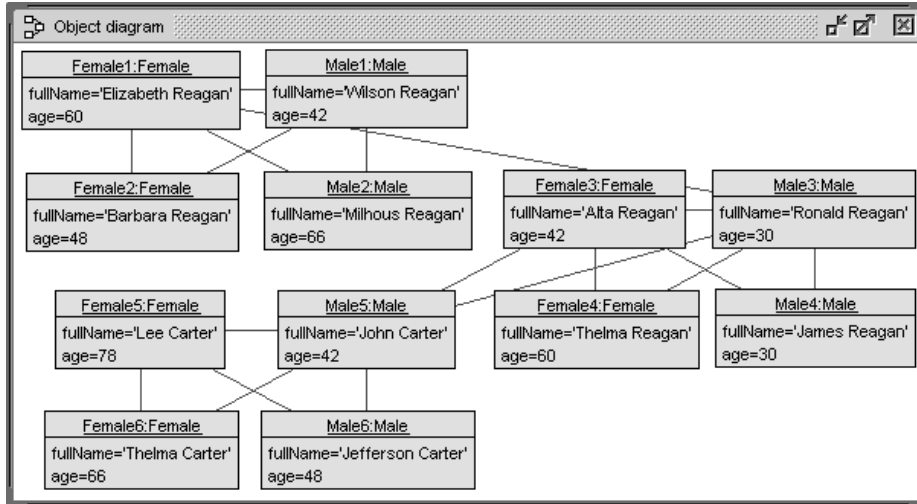 Object diagram
Female1:Female
fullName='Elizabeth Reagan'
age=60
Male1:Male
fullName='Wilson Reagan'
age=42
Female2:Female
fullName='Barbara Reagan'
age=48
Male2:Male
fullName='Milhous Reagan'
age=66
Female3:Female
fullName='Alta Reagan'
age=42
Male3:Male
fullName='Ronald Reagan'
age=30
Female5:Female
fullName='Lee Carter'
age=78
Male5:Male
fullName='John Carter'
age=42
Female4:Female
fullName='Thelma Reagan'
age=60
Male4:Male
fullName='James Reagan'
age=30
Female6:Female
fullName='Thelma Carter'
age=66
Male6:Male
fullName='Jefferson Carter'
age=48